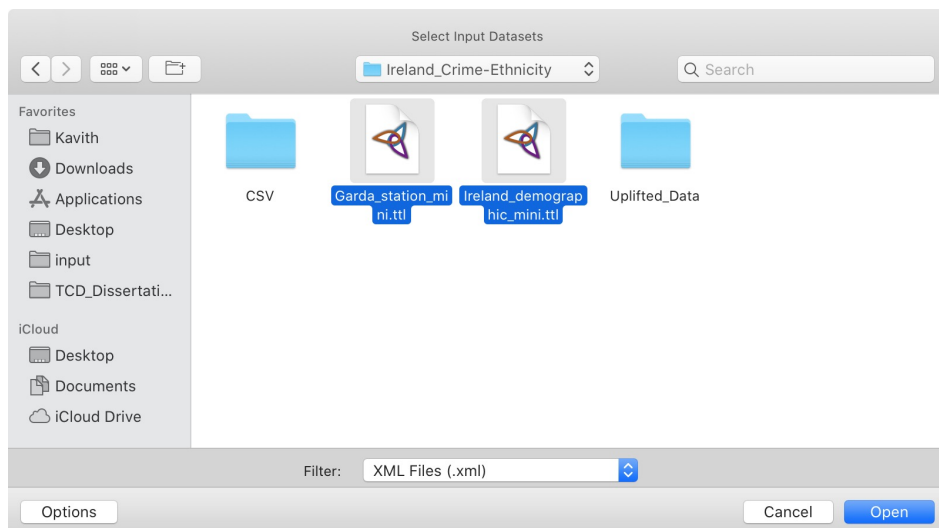 Select Input Datasets
Ireland_Crime-Ethnicity
Search
Favorites
Kavith
Downloads
Applications
Desktop
input
TCD_Dissertati...
iCloud
Desktop
Documents
iCloud Drive
CSV
Garda_station_mi
ni.ttl
Ireland_demograp
hic_mini.ttl
Uplifted_Data
Filter:
XML Files (.xml)
Options
Cancel
Open